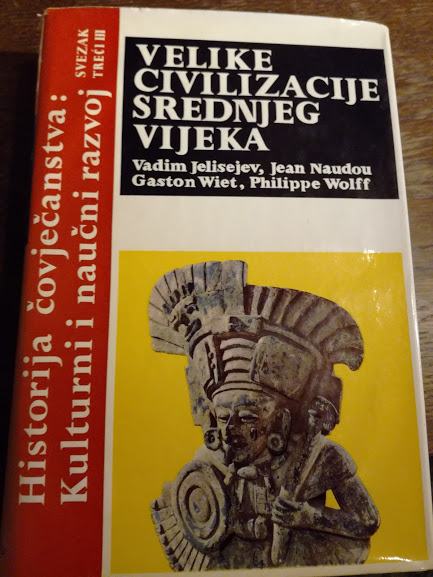 Historija čovječanstva:
Kulturni i naučni razvoj
SVEZAK
TREĆI III
VELIKE
CIVILIZACIJE
SREDNJEG
VIJEKA
Vadim Jelisejev, Jean Naudou
Gaston Wiet, Philippe Wolff